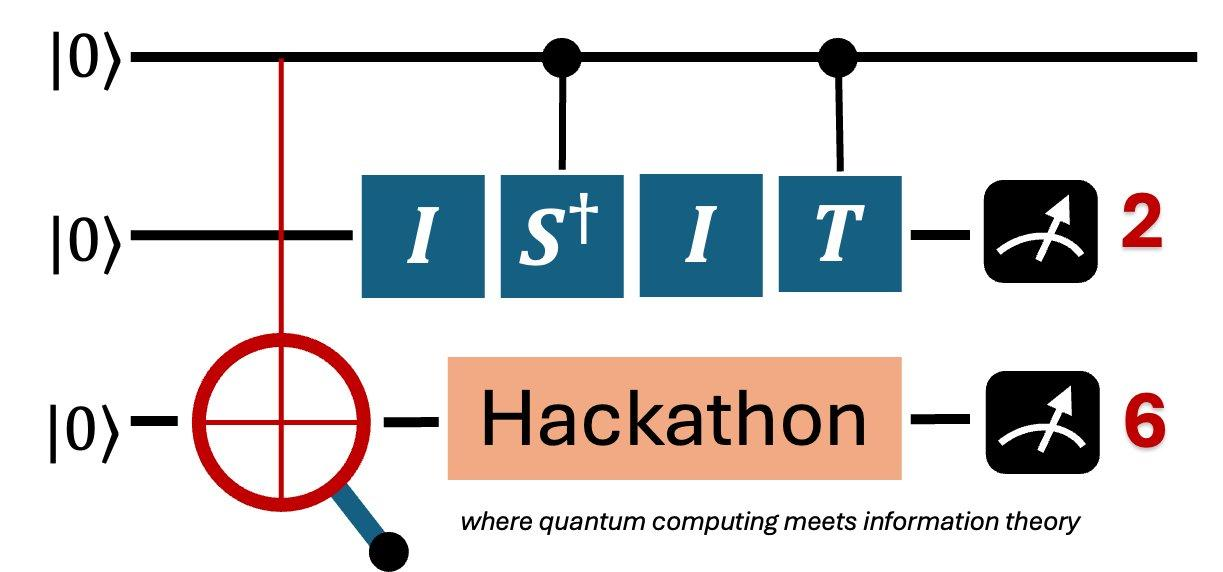 |0⟩
|0⟩ I S† I T 2
|0⟩ Hackathon 6
where quantum computing meets information theory